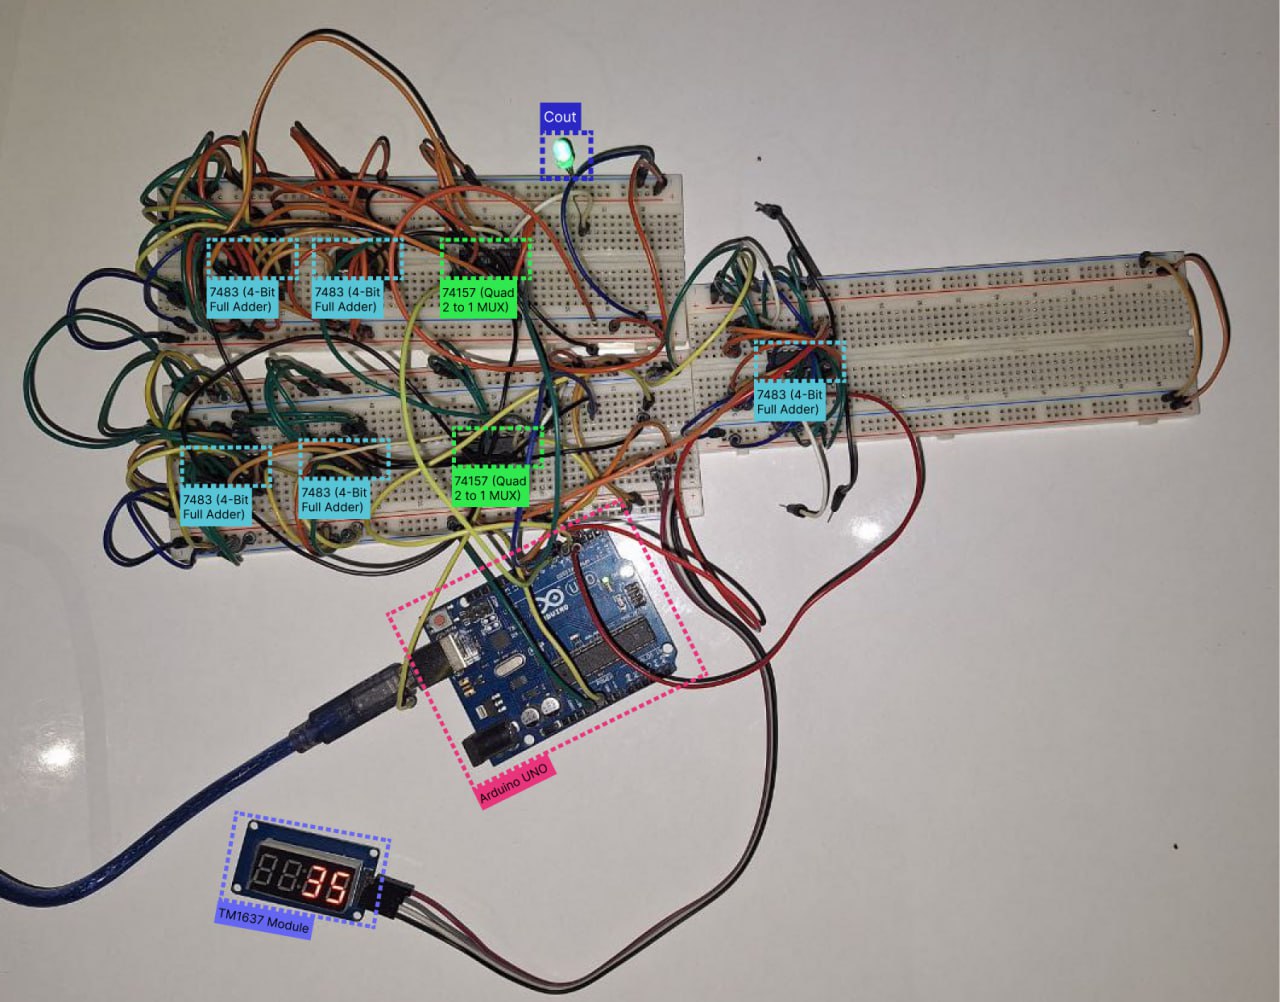 Cout
7483 (4-Bit
Full Adder)
7483 (4-Bit
Full Adder)
74157 (Quad
2 to 1 MUX)
7483 (4-Bit
Full Adder)
7483 (4-Bit
Full Adder)
7483 (4-Bit
Full Adder)
74157 (Quad
2 to 1 MUX)
UNO
ARDUINO
Arduino UNO
35
TM1637 Module